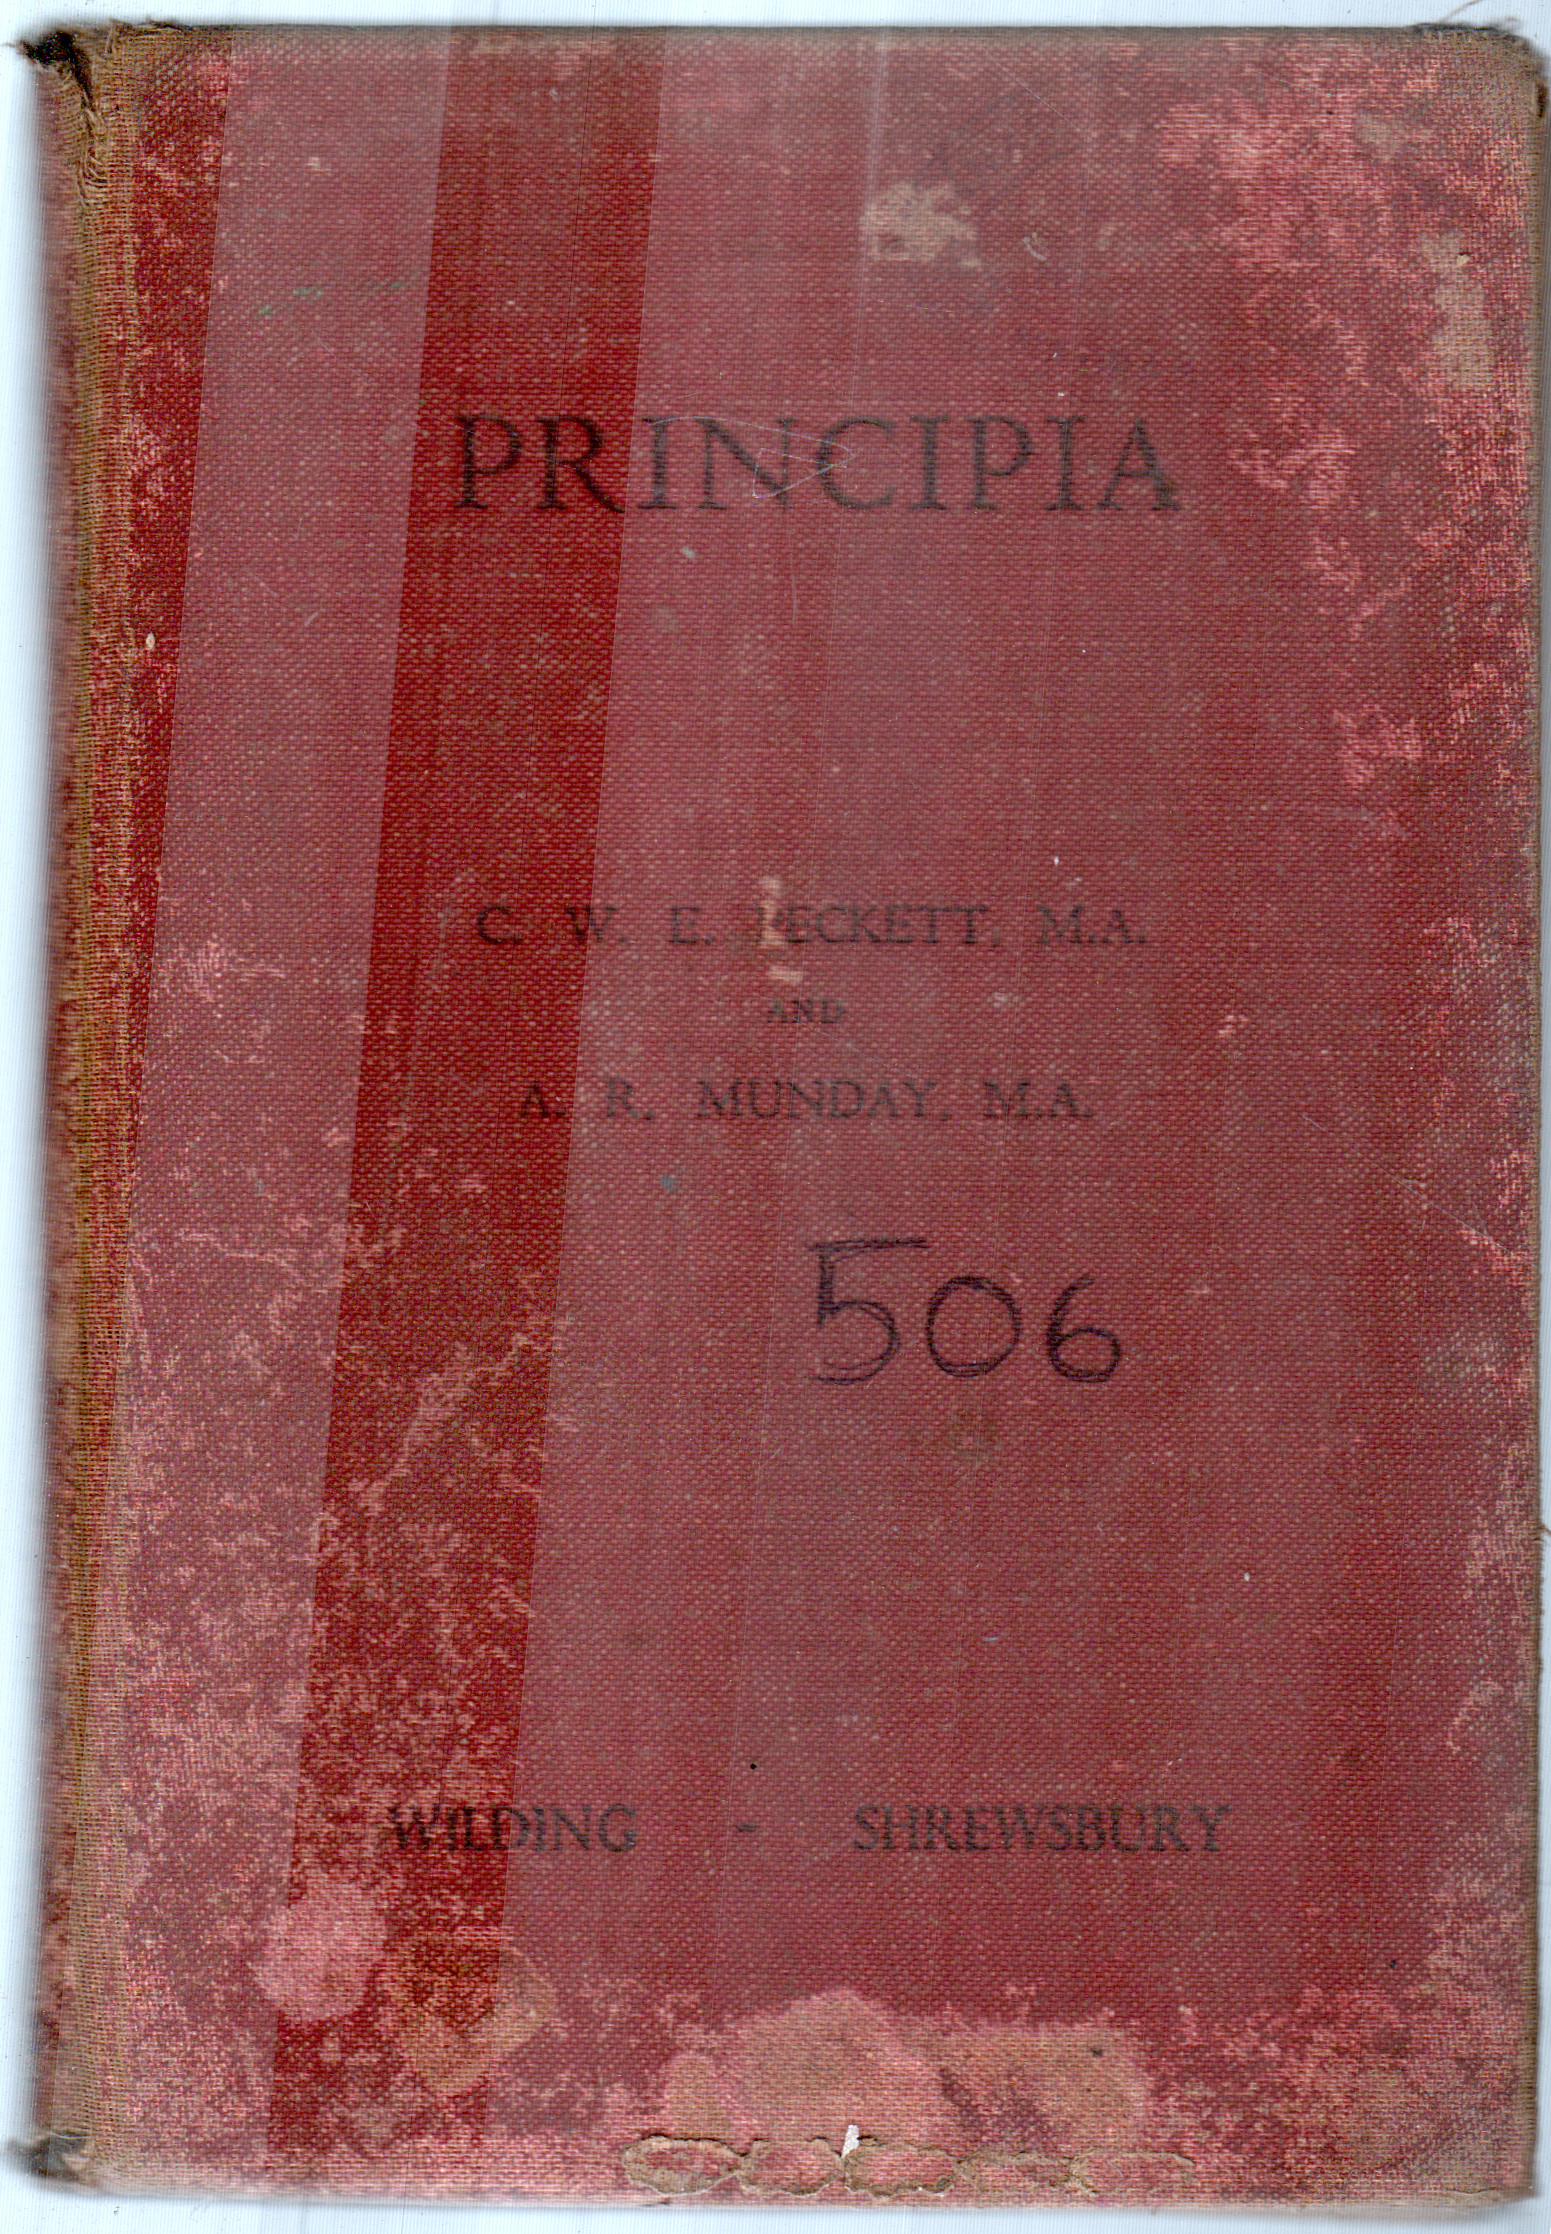 PRINCIPIA
C. W. E. PECKETT, M.A.
AND
A. R. MUNDAY, M.A.
506
WILDING - SHREWSBURY